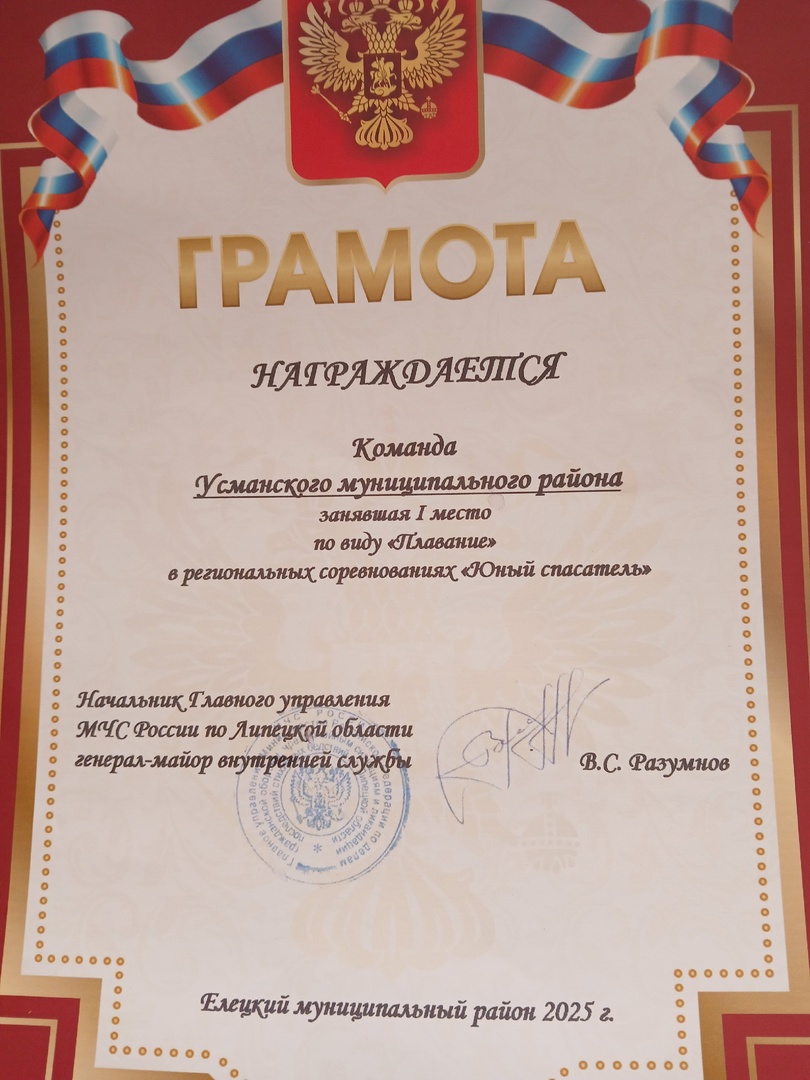 ГРАМОТА
НАГРАЖДАЕТСЯ
Команда
Усманского муниципального района
занявшая I место
по виду «Плавание»
в региональных соревнованиях «Юный спасатель»
Начальник Главного управления
МЧС России по Липецкой области
генерал-майор внутренней службы
В.С. Разумнов
Елецкий муниципальный район 2025 г.